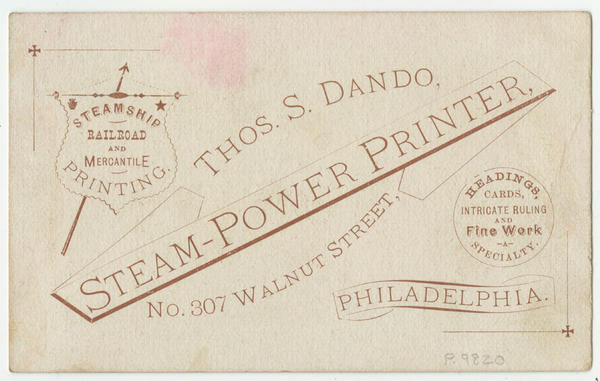 STEAMSHIP
RAILROAD
AND
MERCANTILE
PRINTING.
THOS. S. DANDO,
STEAM-POWER PRINTER,
No. 307 WALNUT STREET,
PHILADELPHIA.
HEADINGS,
CARDS,
INTRICATE RULING
AND
Fine Work
-A-
SPECIALTY.
P.9820